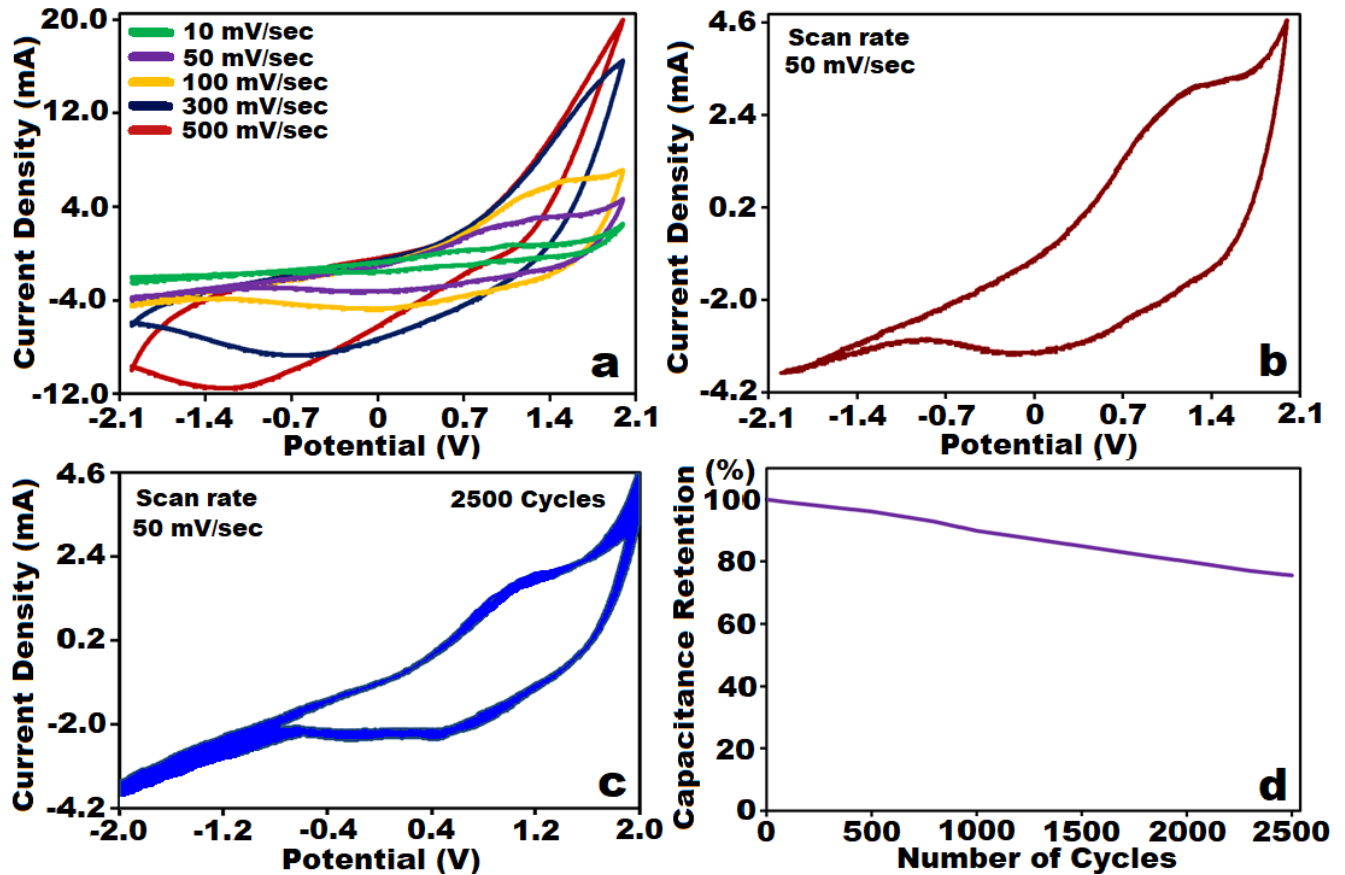 Current Density (mA)
20.0
12.0
4.0
-4.0
-12.0
10 mV/sec
50 mV/sec
100 mV/sec
300 mV/sec
500 mV/sec
a
-2.1
-1.4
-0.7
0
0.7
1.4
2.1
Potential (V)
Current Density (mA)
4.6
2.4
0.2
-2.0
-4.2
Scan rate
50 mV/sec
b
-2.1
-1.4
-0.7
0
0.7
1.4
2.1
Potential (V)
Current Density (mA)
4.6
2.4
0.2
-2.0
-4.2
Scan rate
50 mV/sec
2500 Cycles
c
-2.0
-1.2
-0.4
0.4
1.2
2.0
Potential (V)
Capacitance Retention (%)
100
80
60
40
20
0
d
0
500
1000
1500
2000
2500
Number of Cycles